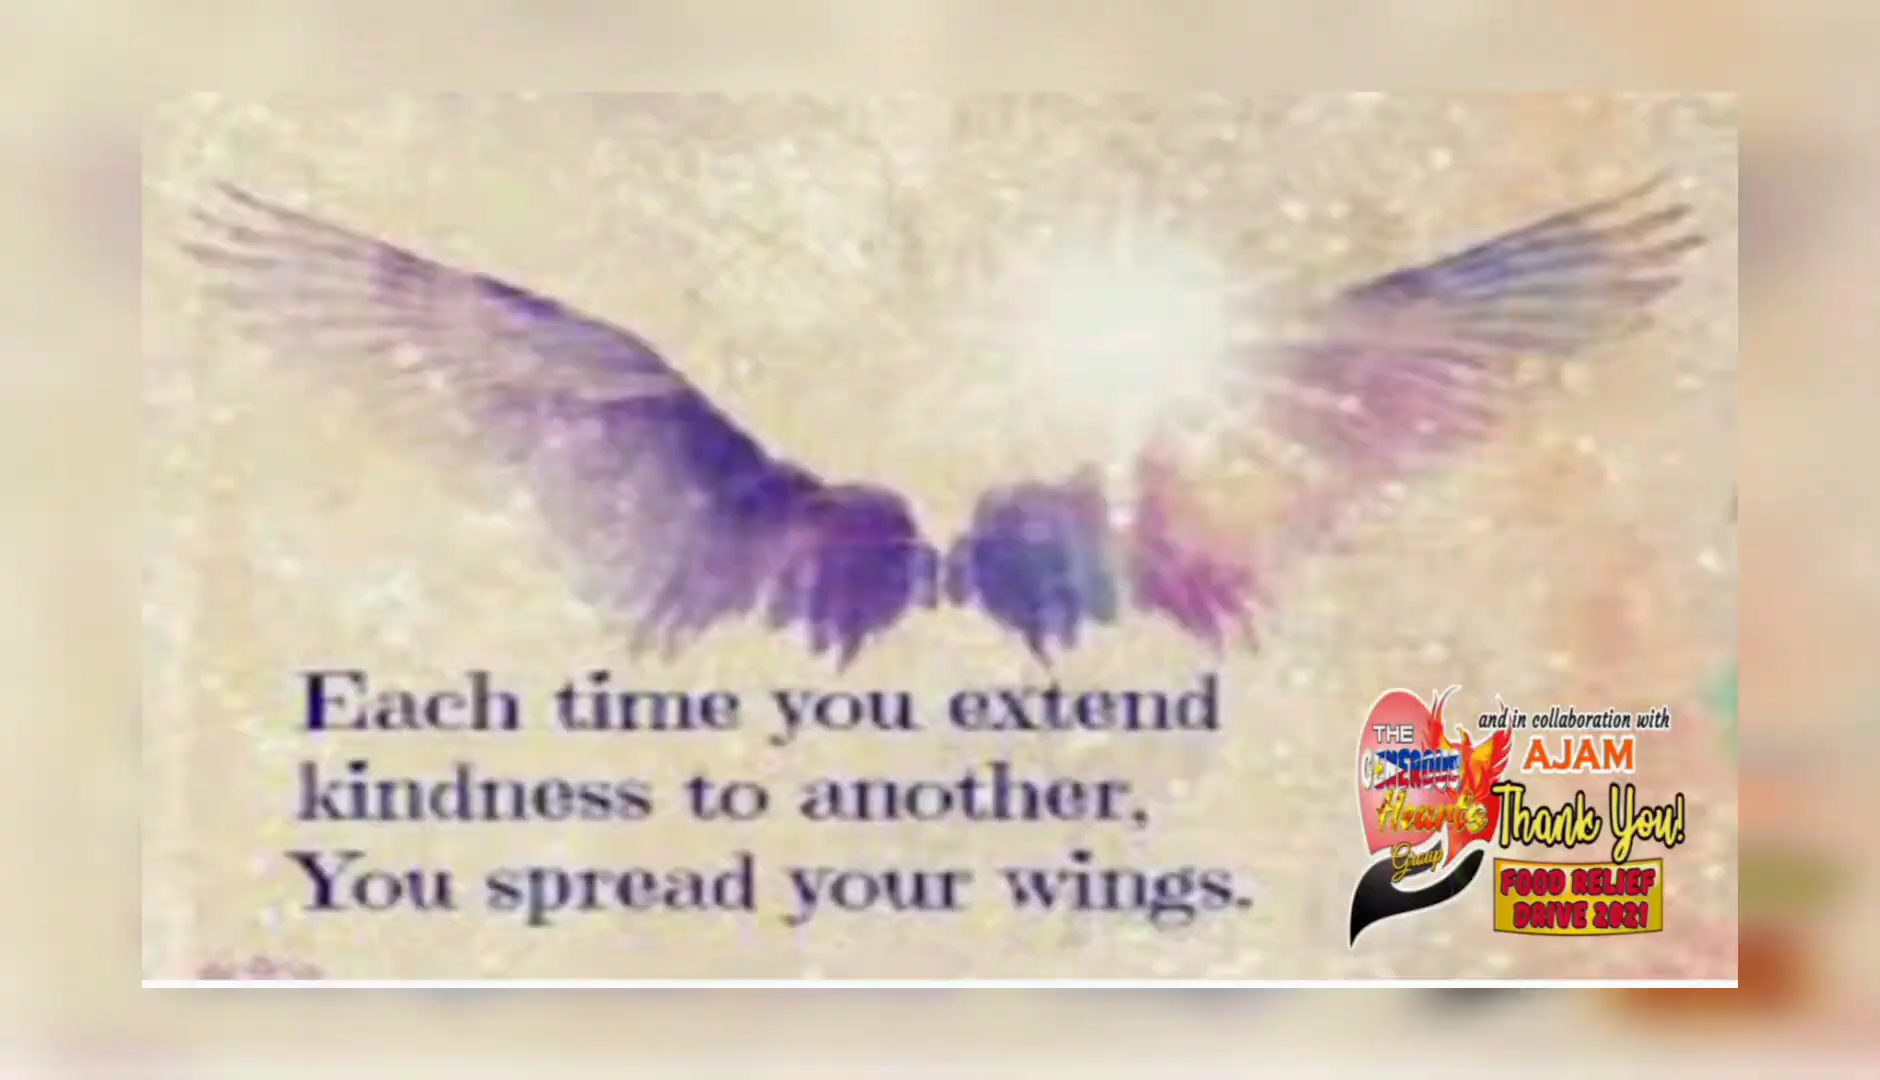 Each time you extend
kindness to another,
You spread your wings.
THE
GENEROUS
Hearts
Group
and in collaboration with
AJAM
Thank You!
FOOD RELIEF
DRIVE 2021